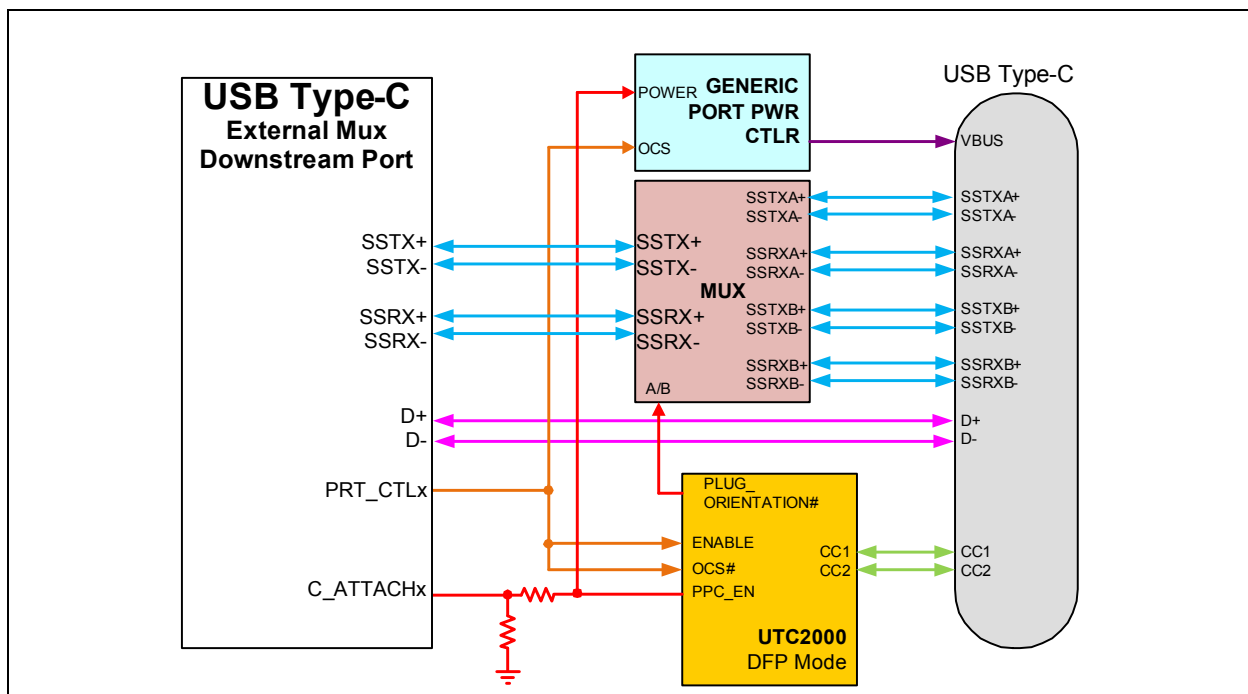 USB Type-C
External Mux
Downstream Port
SSTX+
SSTX-
SSRX+
SSRX-
D+
D-
PRT_CTLx
C_ATTACHx
POWER
GENERIC
PORT PWR
CTLR
OCS
SSTX+
SSTX-
SSRX+
SSRX-
MUX
A/B
SSTXA+
SSTXA-
SSRXA+
SSRXA-
SSTXB+
SSTXB-
SSRXB+
SSRXB-
PLUG_
ORIENTATION#
ENABLE
OCS#
PPC_EN
CC1
CC2
UTC2000
DFP Mode
USB Type-C
VBUS
SSTXA+
SSTXA-
SSRXA+
SSRXA-
SSTXB+
SSTXB-
SSRXB+
SSRXB-
D+
D-
CC1
CC2